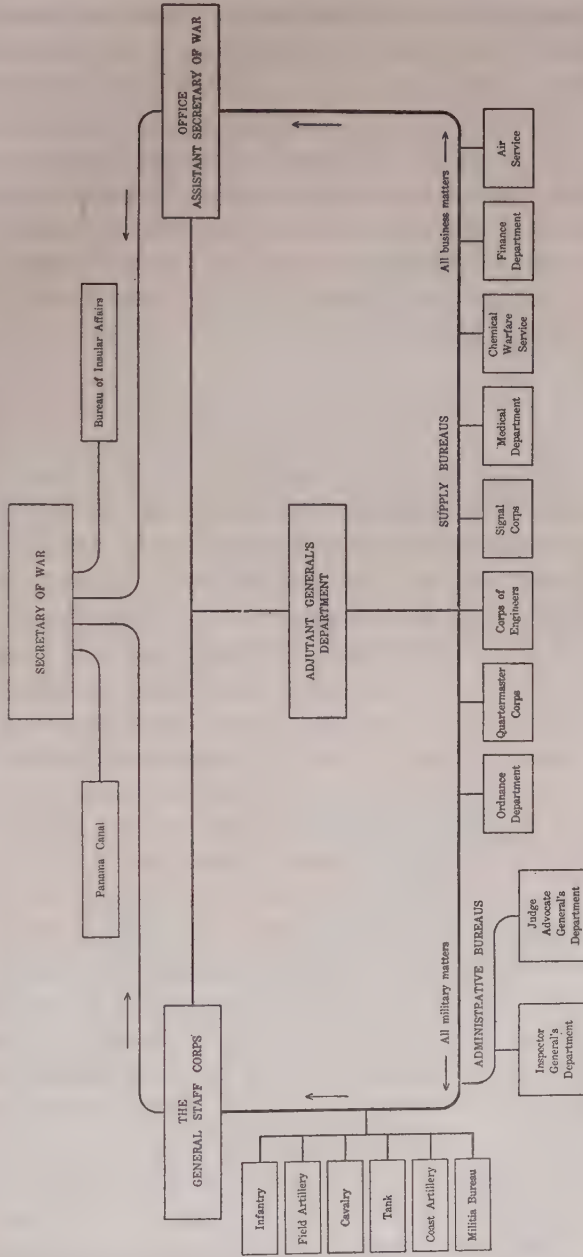 SECRETARY OF WAR
Panama Canal
Bureau of Insular Affairs
THE
GENERAL STAFF CORPS
OFFICE
ASSISTANT SECRETARY OF WAR
ADJUTANT GENERAL'S
DEPARTMENT
Infantry
Field Artillery
Cavalry
Tank
Coast Artillery
Militia Bureau
All military matters
All business matters
ADMINISTRATIVE BUREAUS
SUPPLY BUREAUS
Inspector
General's
Department
Judge
Advocate
General's
Department
Ordnance
Department
Quartermaster
Corps
Corps of
Engineers
Signal
Corps
Medical
Department
Chemical
Warfare
Service
Finance
Department
Air
Service